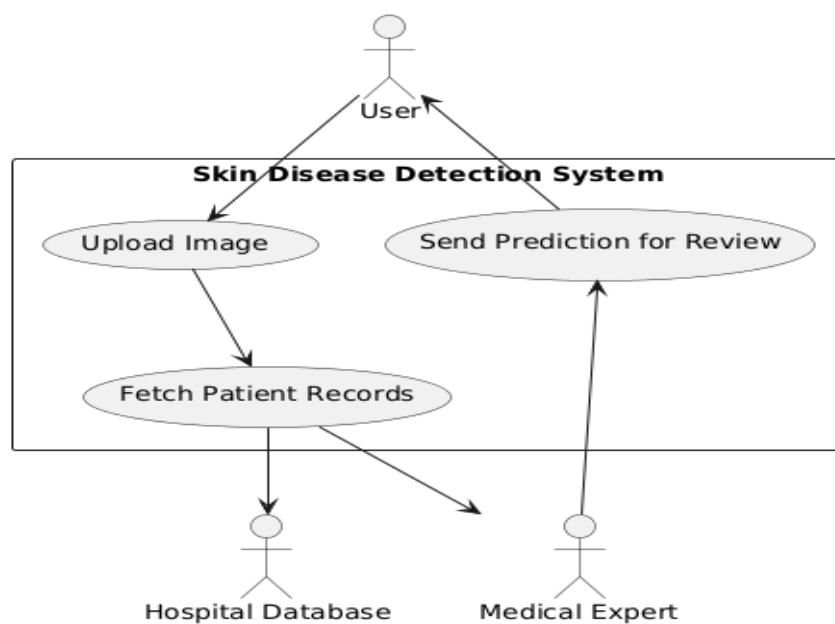 User
Skin Disease Detection System
Upload Image
Send Prediction for Review
Fetch Patient Records
Hospital Database
Medical Expert